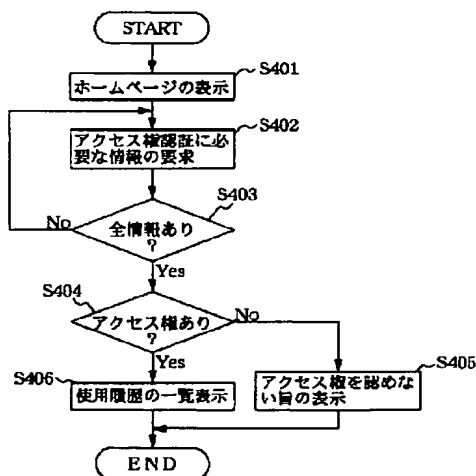 START
S401
ホームページの表示
S402
アクセス権認証に必
要な情報の要求
S403
全情報あり
?
No
Yes
S404
アクセス権あり
?
No
Yes
S405
アクセス権を認めな
い旨の表示
S406
使用履歴の一覧表示
END